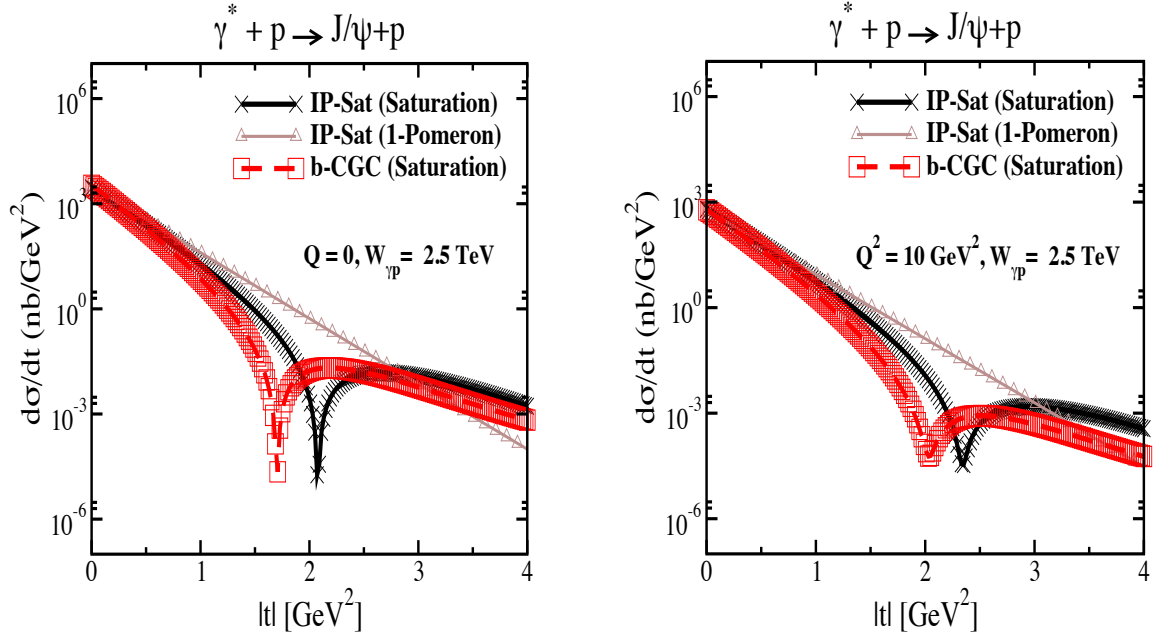 γ* + p → J/ψ+p
10⁶
10³
10⁰
10⁻³
10⁻⁶
dσ/dt (nb/GeV²)
IP-Sat (Saturation)
IP-Sat (1-Pomeron)
b-CGC (Saturation)
Q = 0, W_γp = 2.5 TeV
0 1 2 3 4
|t| [GeV²]
γ* + p → J/ψ+p
10⁶
10³
10⁰
10⁻³
10⁻⁶
dσ/dt (nb/GeV²)
IP-Sat (Saturation)
IP-Sat (1-Pomeron)
b-CGC (Saturation)
Q² = 10 GeV², W_γp = 2.5 TeV
0 1 2 3 4
|t| [GeV²]